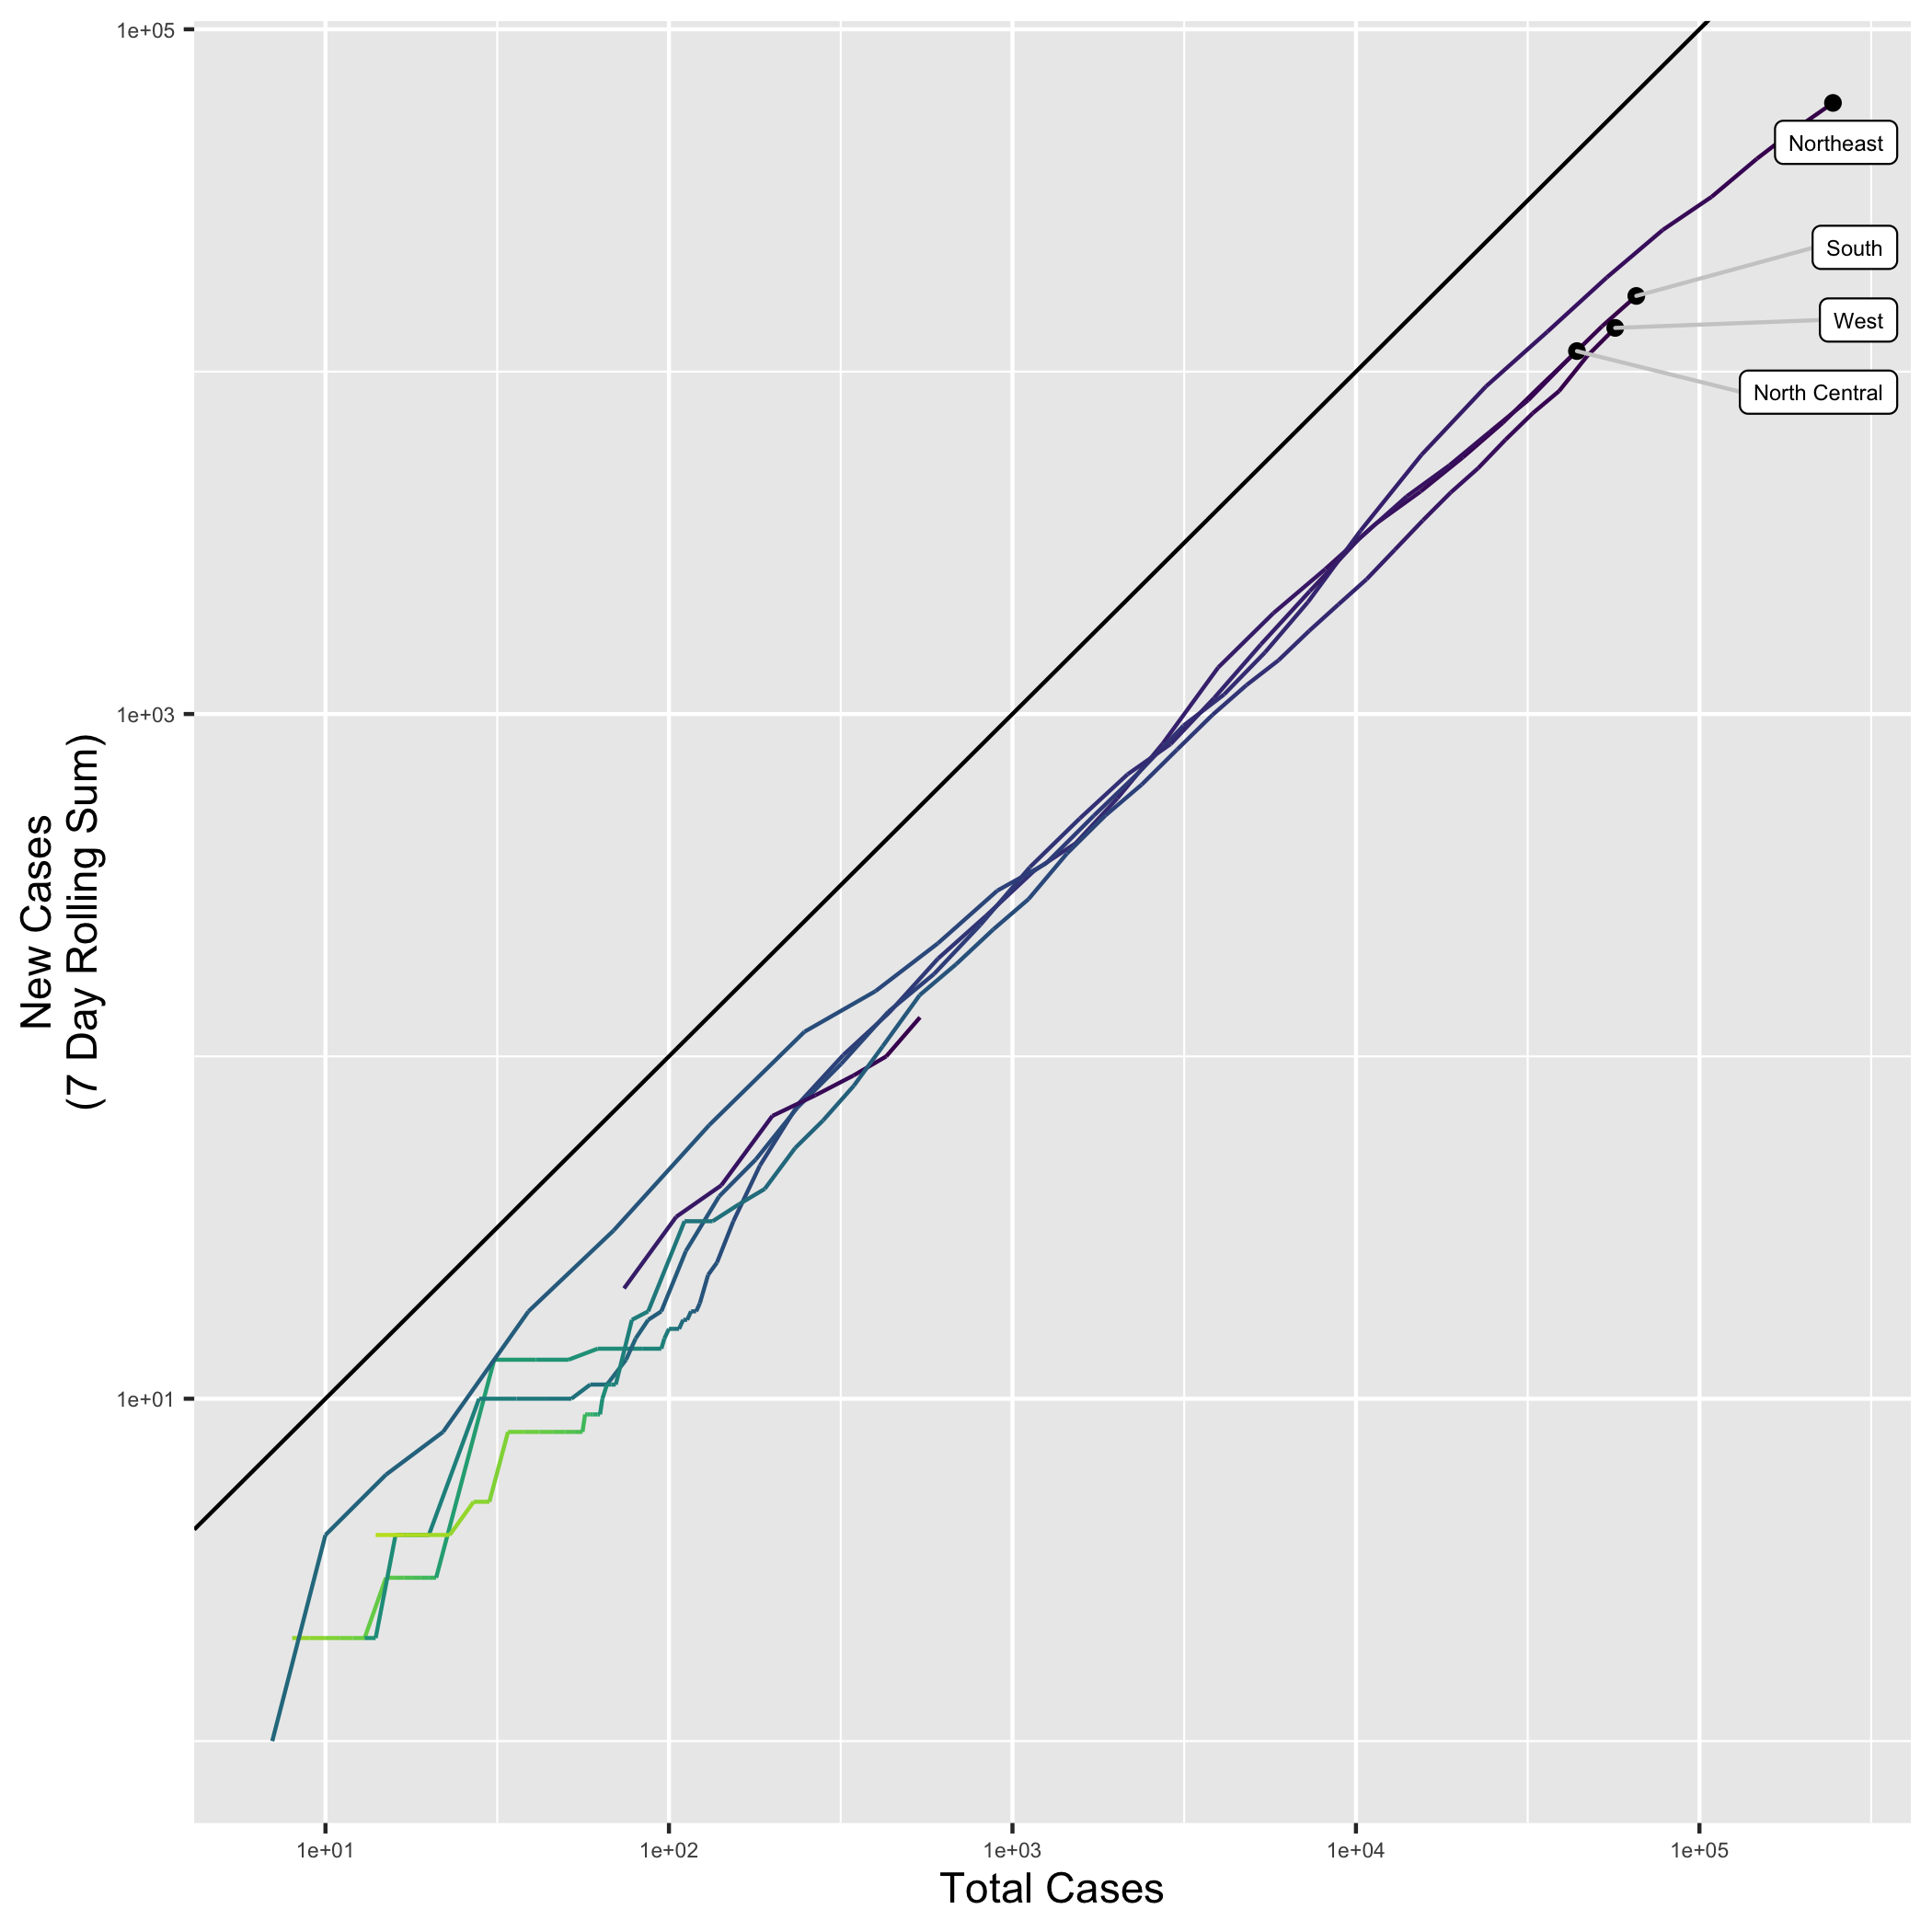 1e+05
Northeast
South
West
North Central
1e+03
New Cases
(7 Day Rolling Sum)
1e+01
1e+01 1e+02 1e+03 1e+04 1e+05
Total Cases